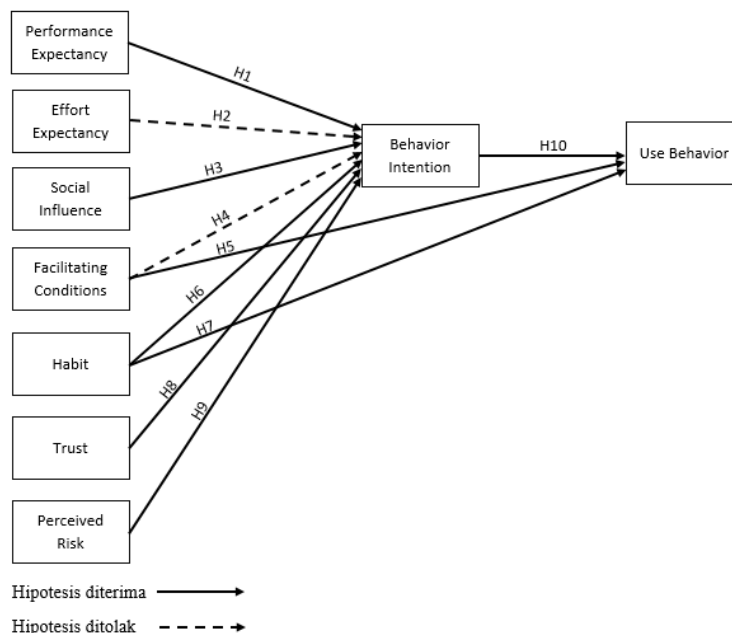 Performance
Expectancy
H1
Effort
Expectancy
H2
Behavior
Intention
H10
Use Behavior
Social
Influence
H3
Facilitating
Conditions
H4
H5
Habit
H6
H7
Trust
H8
Perceived
Risk
H9
Hipotesis diterima
Hipotesis ditolak